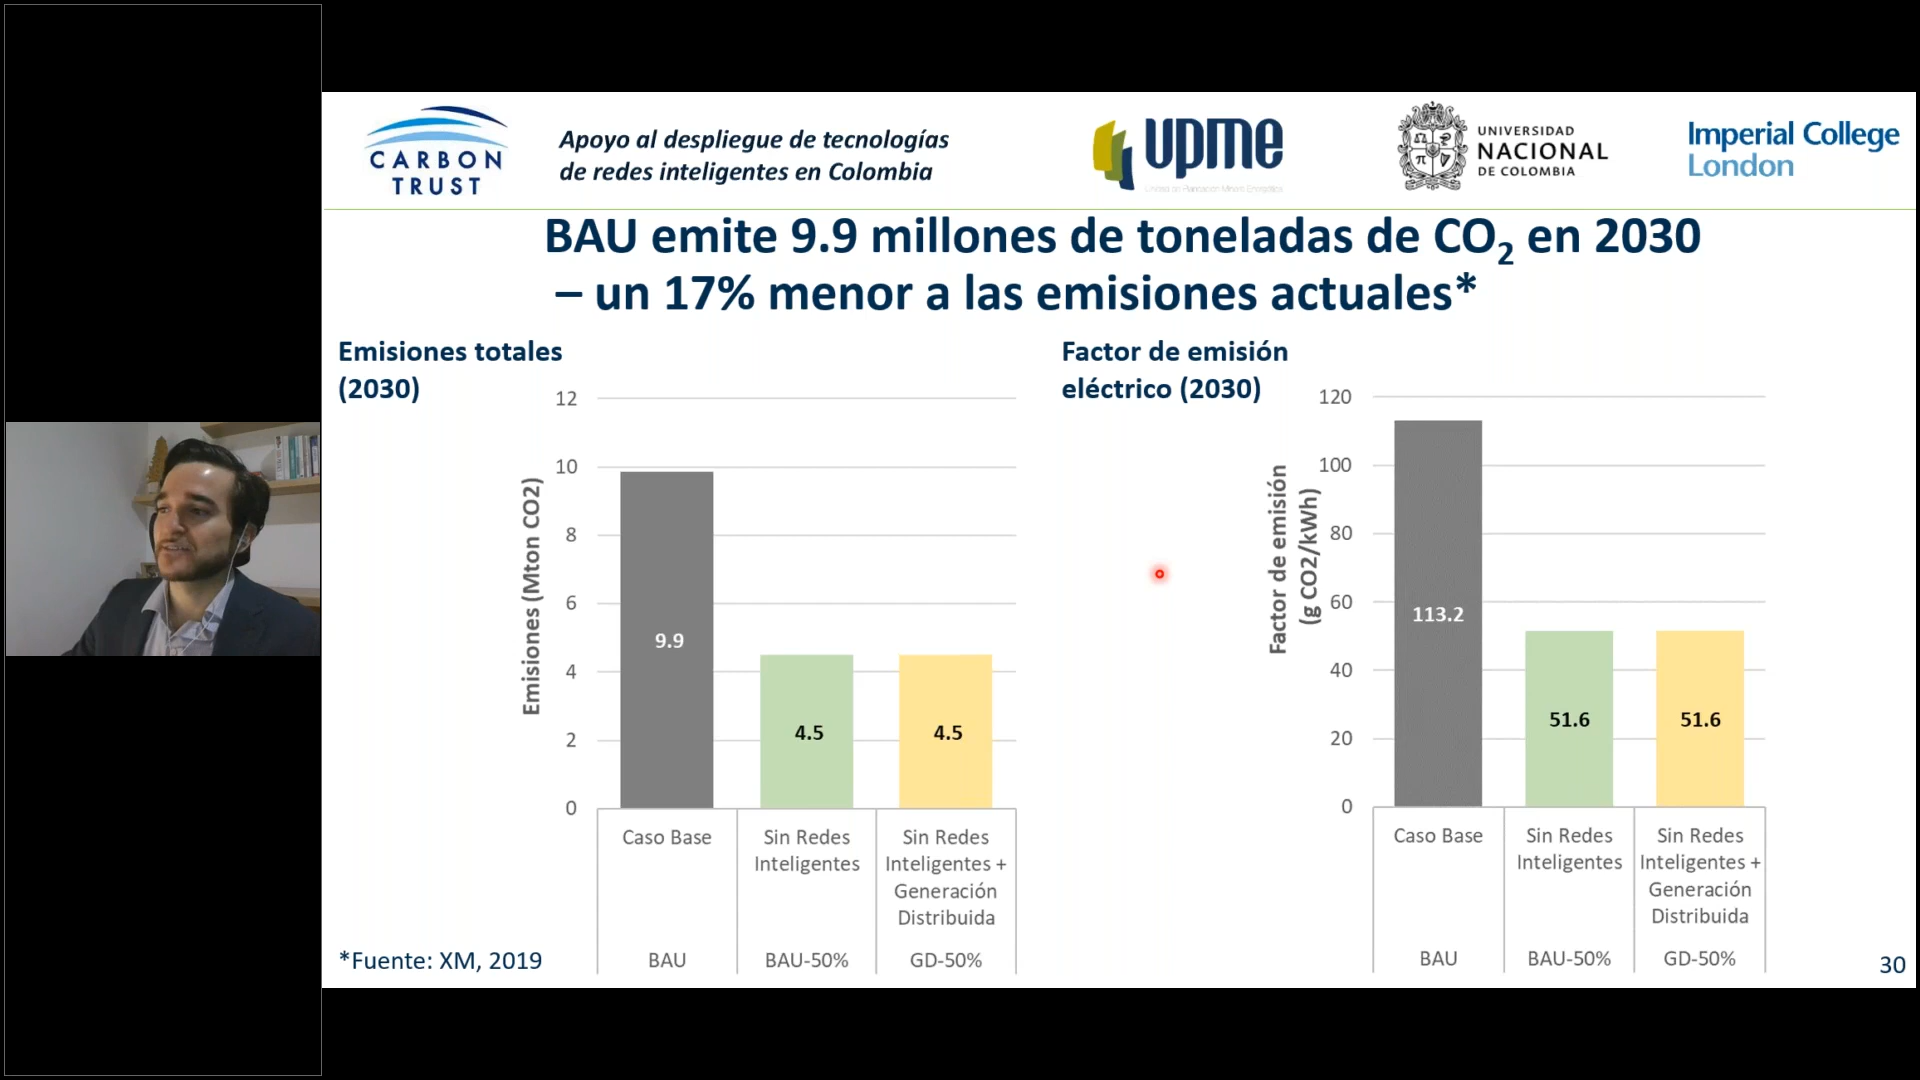 CARBON
TRUST
Apoyo al despliegue de tecnologías
de redes inteligentes en Colombia
upme
Unidad de Planeación Minero Energética
UNIVERSIDAD
NACIONAL
DE COLOMBIA
Imperial College
London
BAU emite 9.9 millones de toneladas de CO2 en 2030
– un 17% menor a las emisiones actuales*
Emisiones totales
(2030)
Emisiones (Mton CO2)
12
10
8
6
4
2
0
9.9
4.5
4.5
Caso Base
Sin Redes
Inteligentes
Sin Redes
Inteligentes +
Generación
Distribuida
BAU
BAU-50%
GD-50%
Factor de emisión
eléctrico (2030)
Factor de emisión
(g CO2/kWh)
120
100
80
60
40
20
0
113.2
51.6
51.6
Caso Base
Sin Redes
Inteligentes
Sin Redes
Inteligentes +
Generación
Distribuida
BAU
BAU-50%
GD-50%
*Fuente: XM, 2019
30